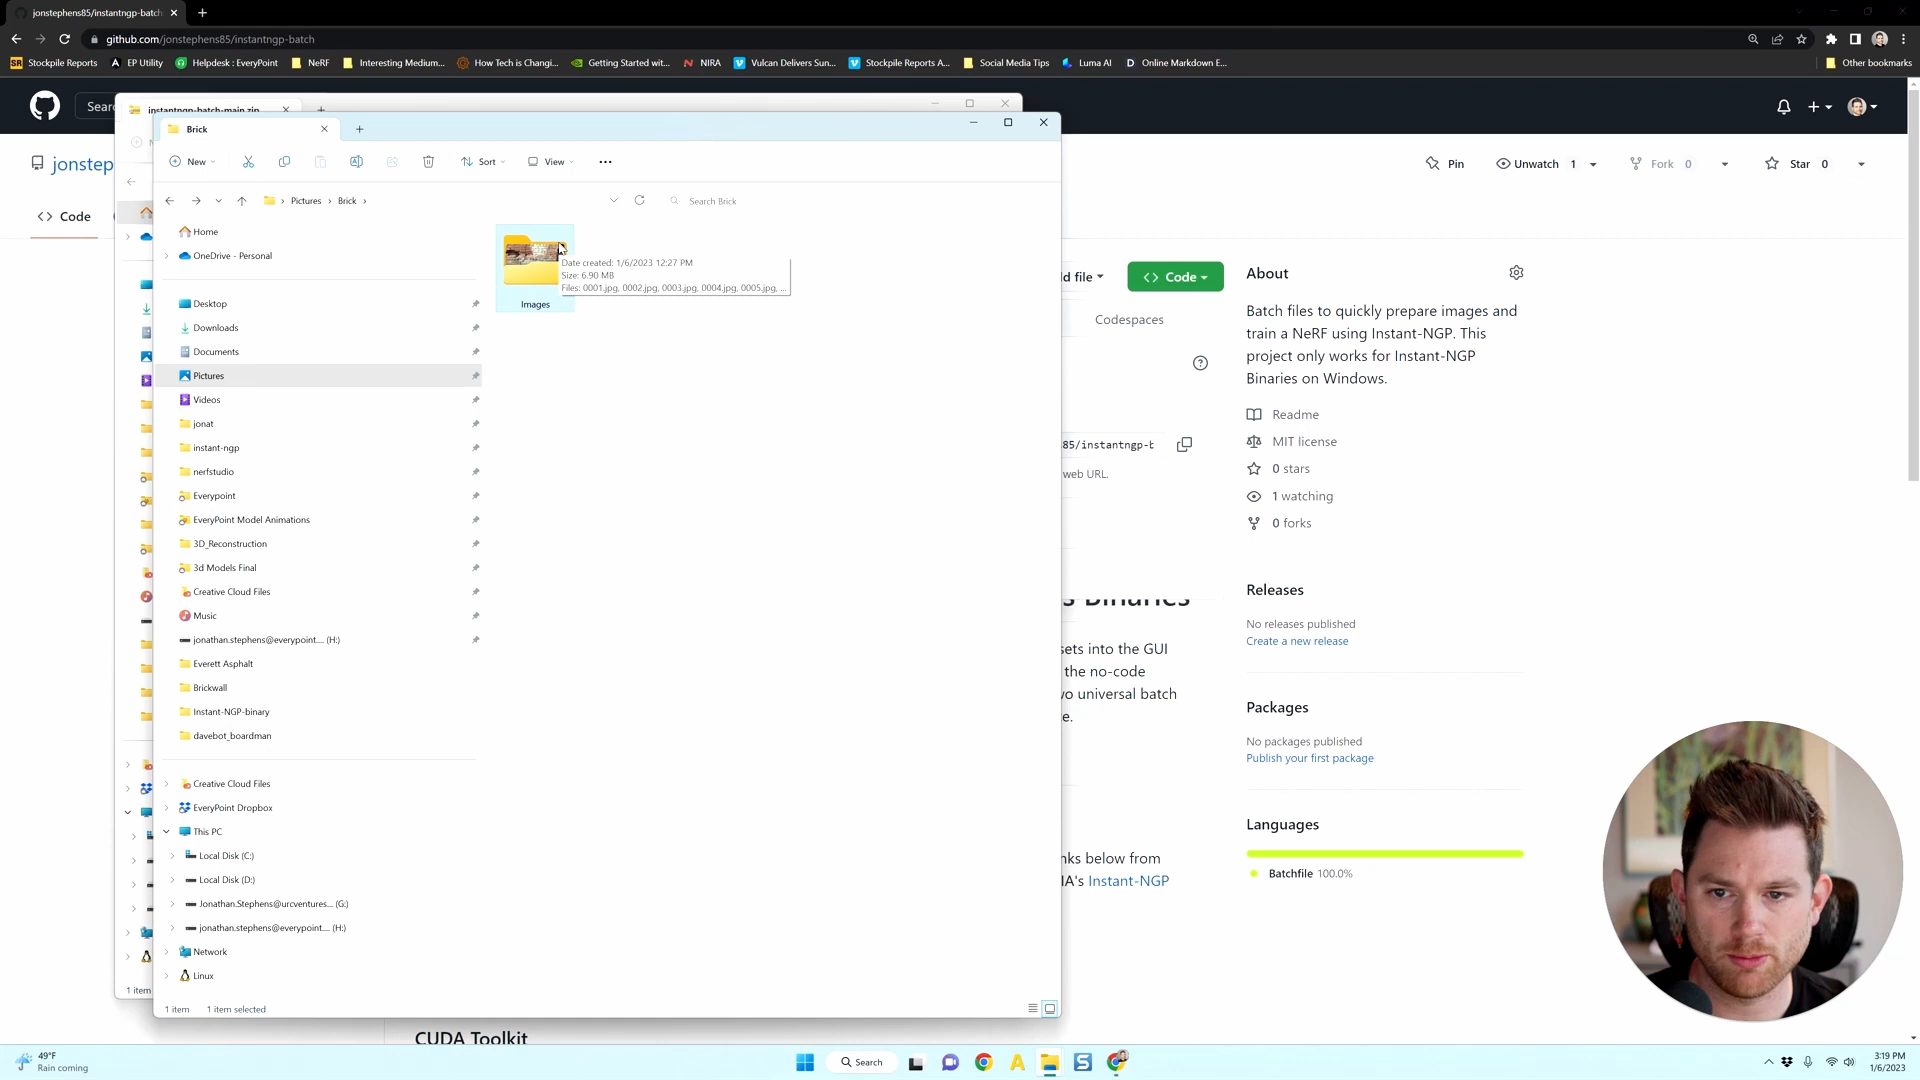 jonstephens85/instantngp-batch
github.com/jonstephens85/instantngp-batch
Stockpile Reports
EP Utility
Helpdesk : EveryPoint
NeRF
Interesting Medium...
How Tech is Changi...
Getting Started wit...
NIRA
Vulcan Delivers Sun...
Stockpile Reports A...
Social Media Tips
Luma AI
Online Markdown E...
Other bookmarks
instantngp-batch-main.zip
Brick
New
Sort
View
Pictures
Brick
Search Brick
Home
OneDrive - Personal
Desktop
Downloads
Documents
Pictures
Videos
jonat
instant-ngp
nerfstudio
Everypoint
EveryPoint Model Animations
3D_Reconstruction
3d Models Final
Creative Cloud Files
Music
jonathan.stephens@everypoint.... (H:)
Everett Asphalt
Brickwall
Instant-NGP-binary
davebot_boardman
Creative Cloud Files
EveryPoint Dropbox
This PC
Local Disk (C:)
Local Disk (D:)
Jonathan.Stephens@urcventures... (G:)
jonathan.stephens@everypoint.... (H:)
Network
Linux
1 item
1 item
1 item selected
Images
Date created: 1/6/2023 12:27 PM
Size: 6.90 MB
Files: 0001.jpg, 0002.jpg, 0003.jpg, 0004.jpg, 0005.jpg, ...
Sear
jonstep
Code
Pin
Unwatch 1
Fork 0
Star 0
d file
Code
Codespaces
85/instantngp-b
web URL.
s Binaries
sets into the GUI
the no-code
vo universal batch
e.
nks below from
IA's Instant-NGP
CUDA Toolkit
About
Batch files to quickly prepare images and
train a NeRF using Instant-NGP. This
project only works for Instant-NGP
Binaries on Windows.
Readme
MIT license
0 stars
1 watching
0 forks
Releases
No releases published
Create a new release
Packages
No packages published
Publish your first package
Languages
Batchfile 100.0%
49°F
Rain coming
Search
3:19 PM
1/6/2023